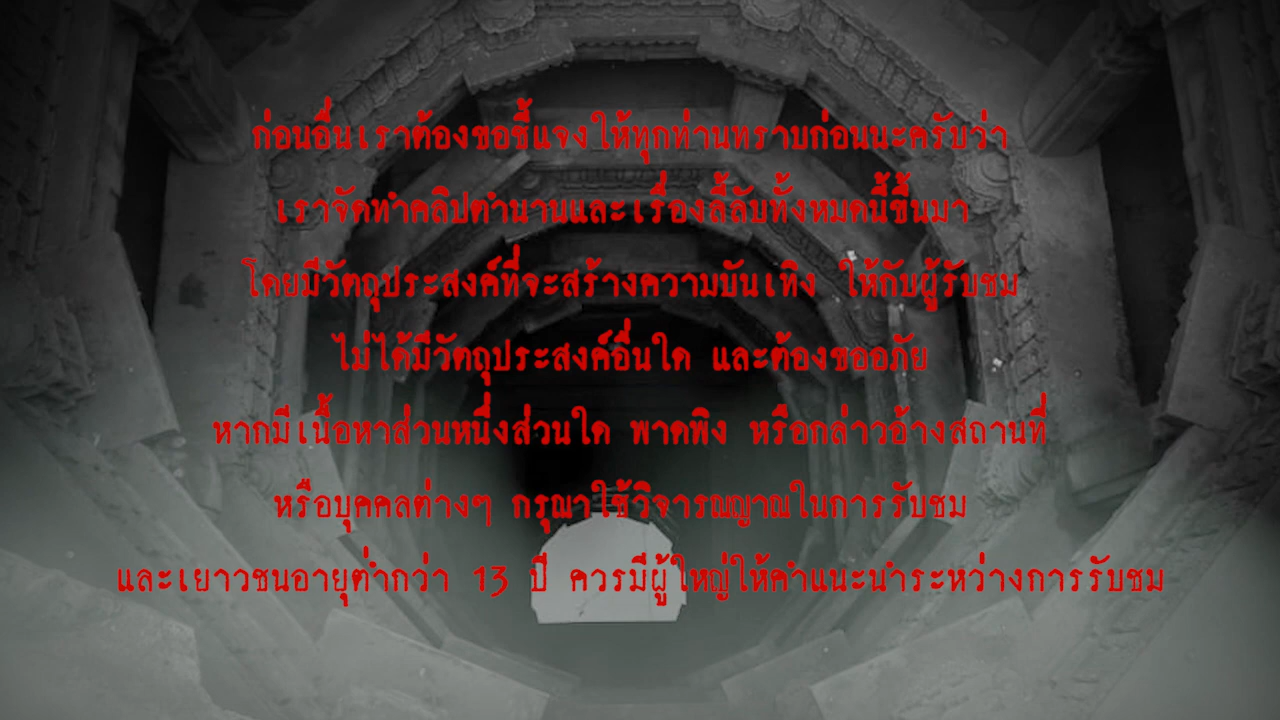 ก่อนอื่นเราต้องขอชี้แจงให้ทุกท่านทราบก่อนนะครับว่า
เราจัดทำคลิปตำนานและเรื่องลี้ลับทั้งหมดนี้ขึ้นมา
โดยมีวัตถุประสงค์ที่จะสร้างความบันเทิง ให้กับผู้รับชม
ไม่ได้มีวัตถุประสงค์อื่นใด และต้องขออภัย
หากมีเนื้อหาส่วนหนึ่งส่วนใด พาดพิง หรือกล่าวอ้างสถานที่
หรือบุคคลต่างๆ กรุณาใช้วิจารณญาณในการรับชม
และเยาวชนอายุต่ำกว่า 13 ปี ควรมีผู้ใหญ่ให้คำแนะนำระหว่างการรับชม